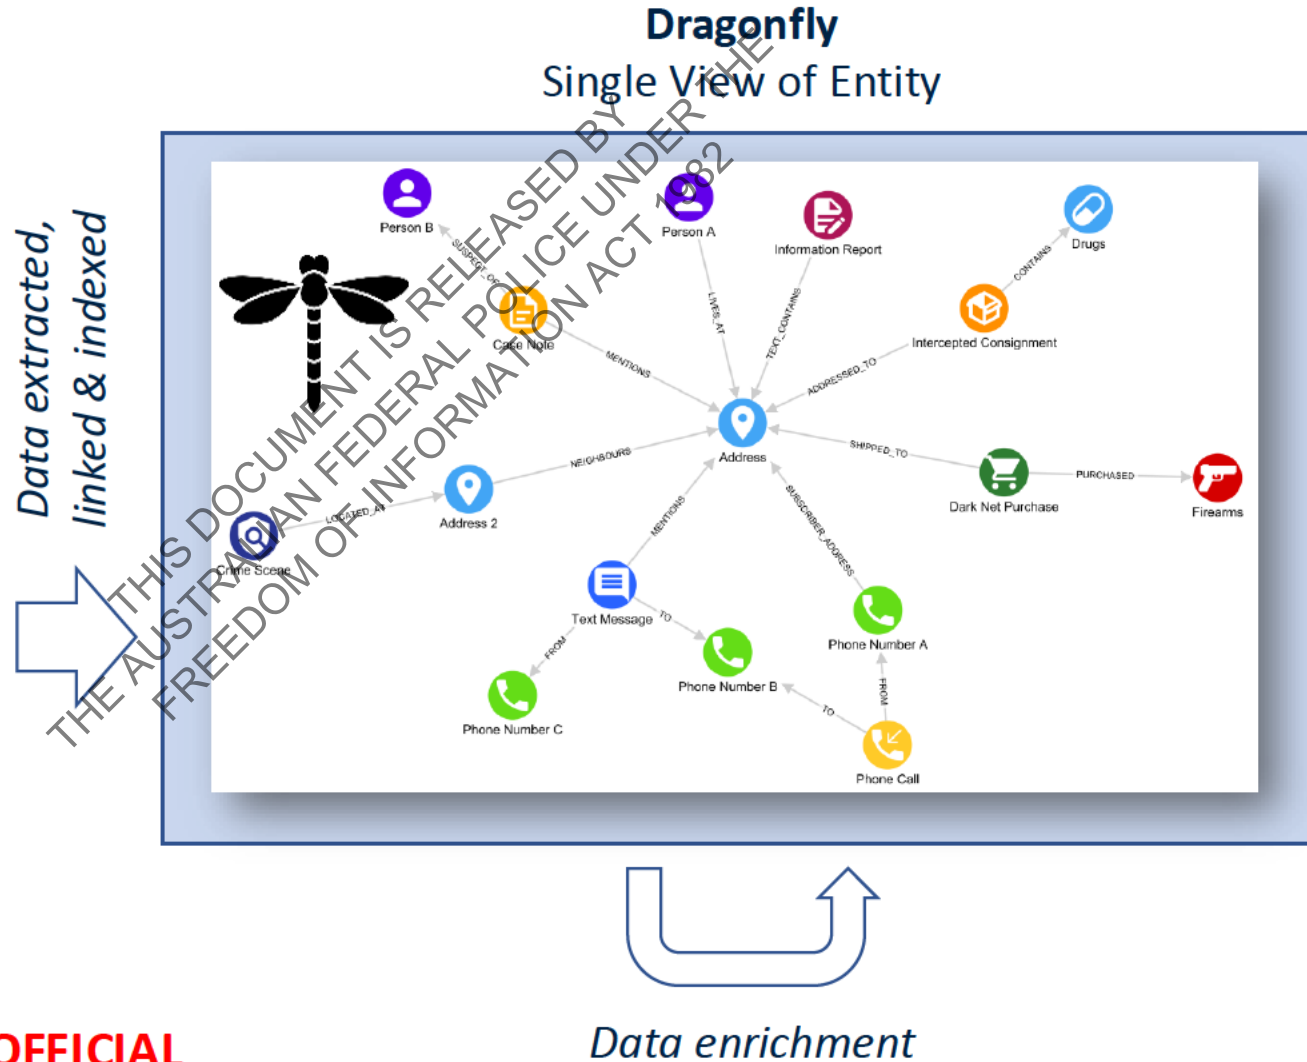 Dragonfly
Single View of Entity
Data extracted,
linked & indexed
Person B
Person A
Information Report
Drugs
SUSPECT_OF
CONTAINS
Case Note
LIVES_AT
TEXT_CONTAINS
Intercepted Consignment
MENTIONS
ADDRESSED_TO
Address
NEIGHBOURS
SHIPPED_TO
PURCHASED
Address 2
Dark Net Purchase
Firearms
LOCATED_AT
MENTIONS
SUBSCRIBER_ADDRESS
Crime Scene
Text Message
TO
FROM
Phone Number A
Phone Number B
FROM
Phone Number C
TO
Phone Call
THIS DOCUMENT IS RELEASED BY
THE AUSTRALIAN FEDERAL POLICE UNDER THE
FREEDOM OF INFORMATION ACT 1982
Data enrichment
OFFICIAL